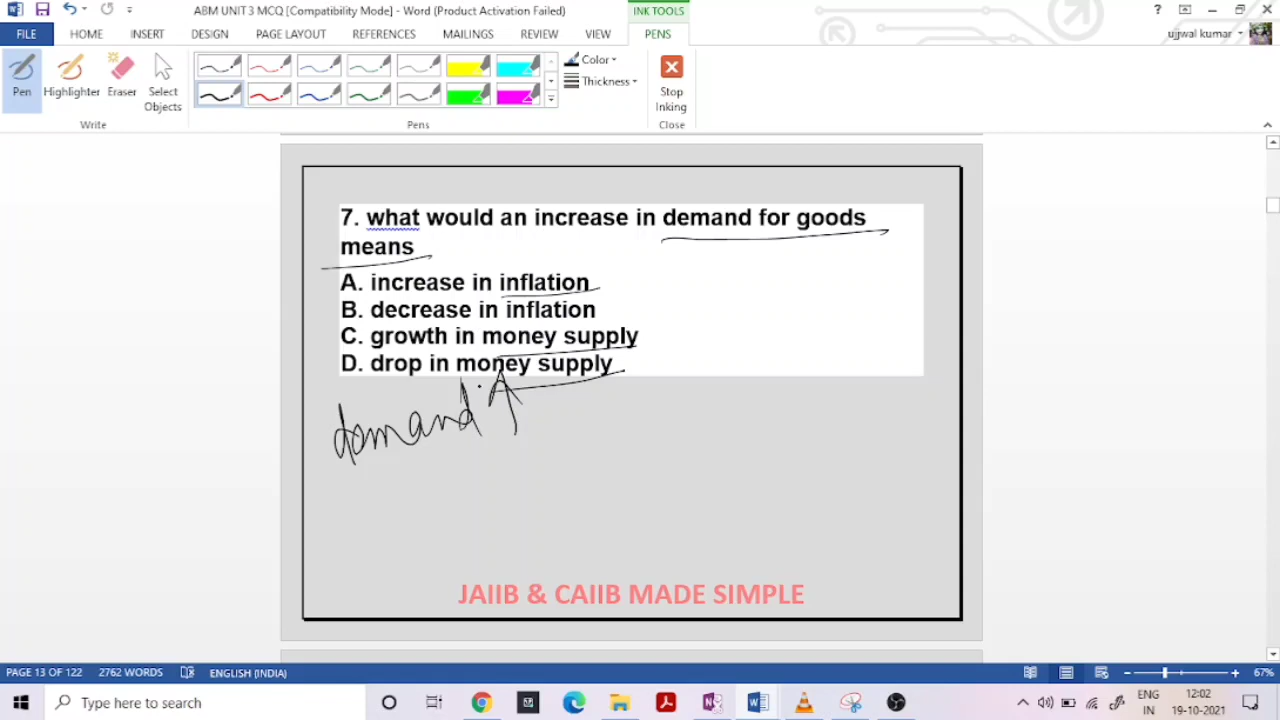 ABM UNIT 3 MCQ [Compatibility Mode] - Word (Product Activation Failed)
INK TOOLS
?
FILE
HOME
INSERT
DESIGN
PAGE LAYOUT
REFERENCES
MAILINGS
REVIEW
VIEW
PENS
ujjwal kumar
Pen
Highlighter
Eraser
Select
Objects
Color
Thickness
Stop
Inking
Write
Pens
Close
7. what would an increase in demand for goods
means
A. increase in inflation
B. decrease in inflation
C. growth in money supply
D. drop in money supply
demand ↑
JAIIB & CAIIB MADE SIMPLE
PAGE 13 OF 122 2762 WORDS ENGLISH (INDIA)
67%
Type here to search
ENG
IN
12:02
19-10-2021